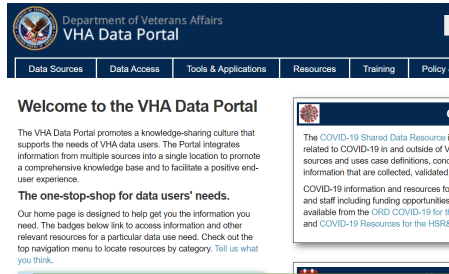 Department of Veterans Affairs
VHA Data Portal
Data Sources
Data Access
Tools & Applications
Resources
Training
Policy
Welcome to the VHA Data Portal
The VHA Data Portal promotes a knowledge-sharing culture that
supports the needs of VHA data users. The Portal integrates
information from multiple sources into a single location to promote
a comprehensive knowledge base and to facilitate a positive end-
user experience.
The one-stop-shop for data users' needs.
Our home page is designed to help get you the information you
need. The badges below link to access information and other
relevant resources for a particular data use need. Check out the
top navigation menu to locate resources by category. Tell us what
you think.
The COVID-19 Shared Data Resource
related to COVID-19 in and outside of V
sources and uses case definitions,
information that are collected, validated
COVID-19 information and resources fo
and staff including funding opportunities
available from the ORD COVID-19 for
and COVID-19 Resources for the HSR&